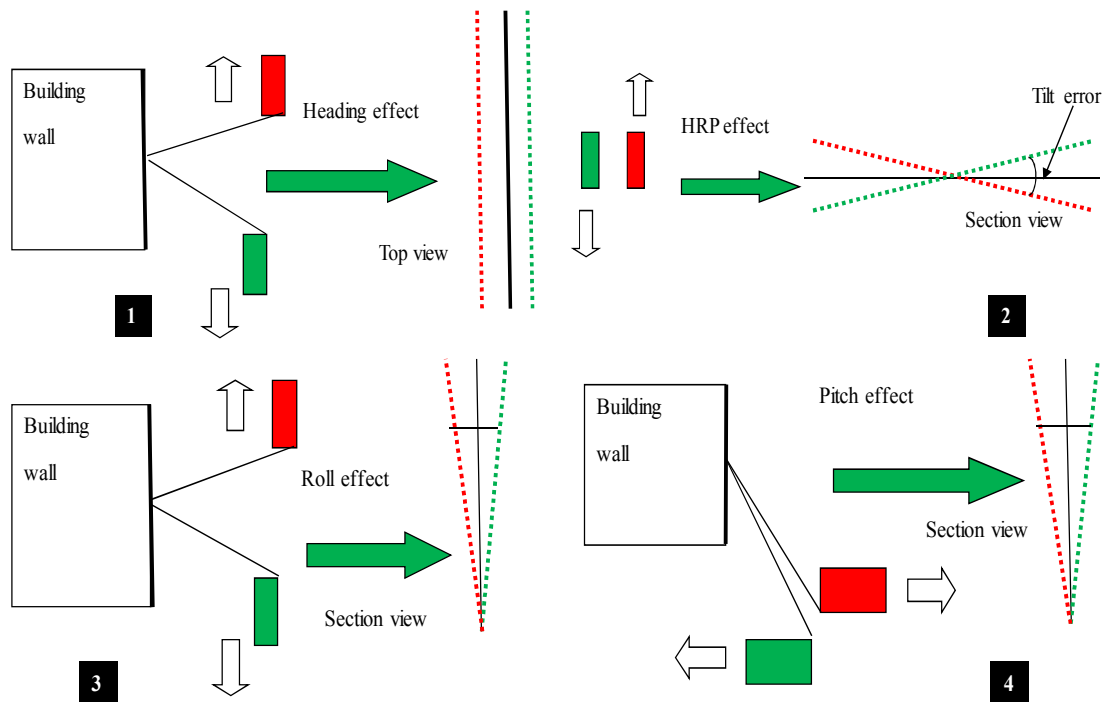 Building
wall
Heading effect
Top view
1
HRP effect
Tilt error
Section view
2
Building
wall
Roll effect
Section view
3
Building
wall
Pitch effect
Section view
4